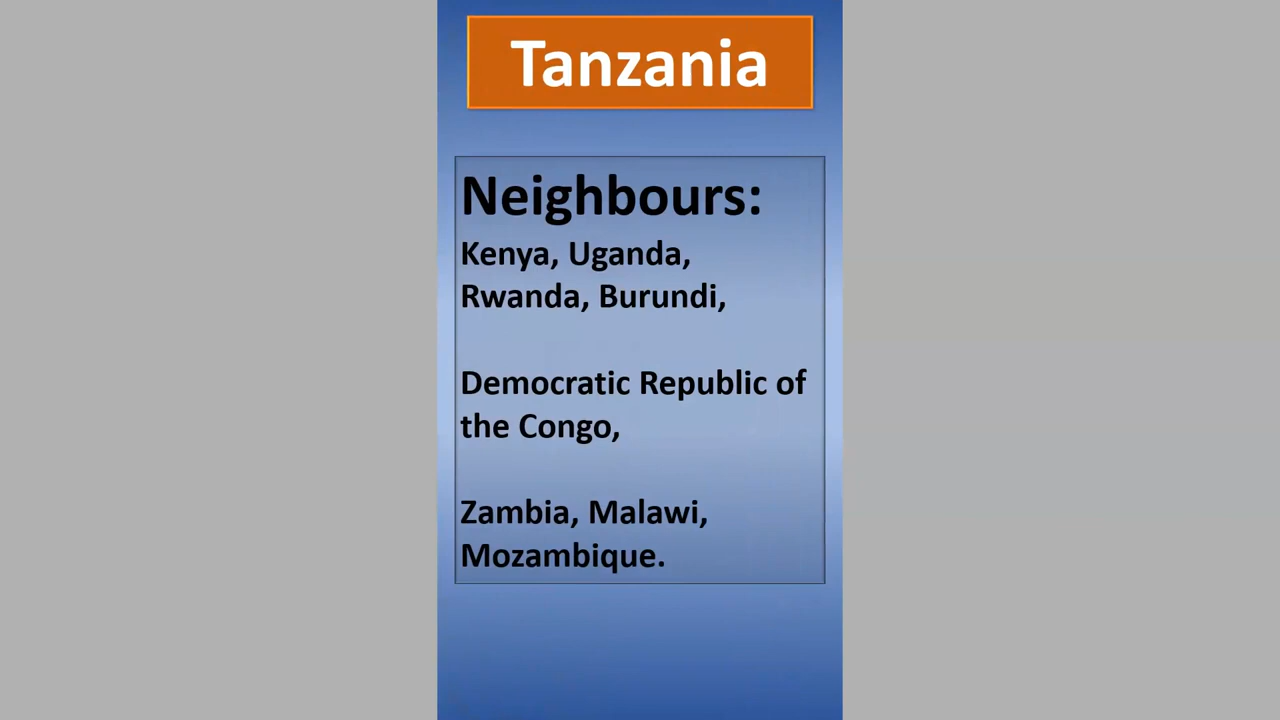 Tanzania
Neighbours:
Kenya, Uganda,
Rwanda, Burundi,
Democratic Republic of
the Congo,
Zambia, Malawi,
Mozambique.